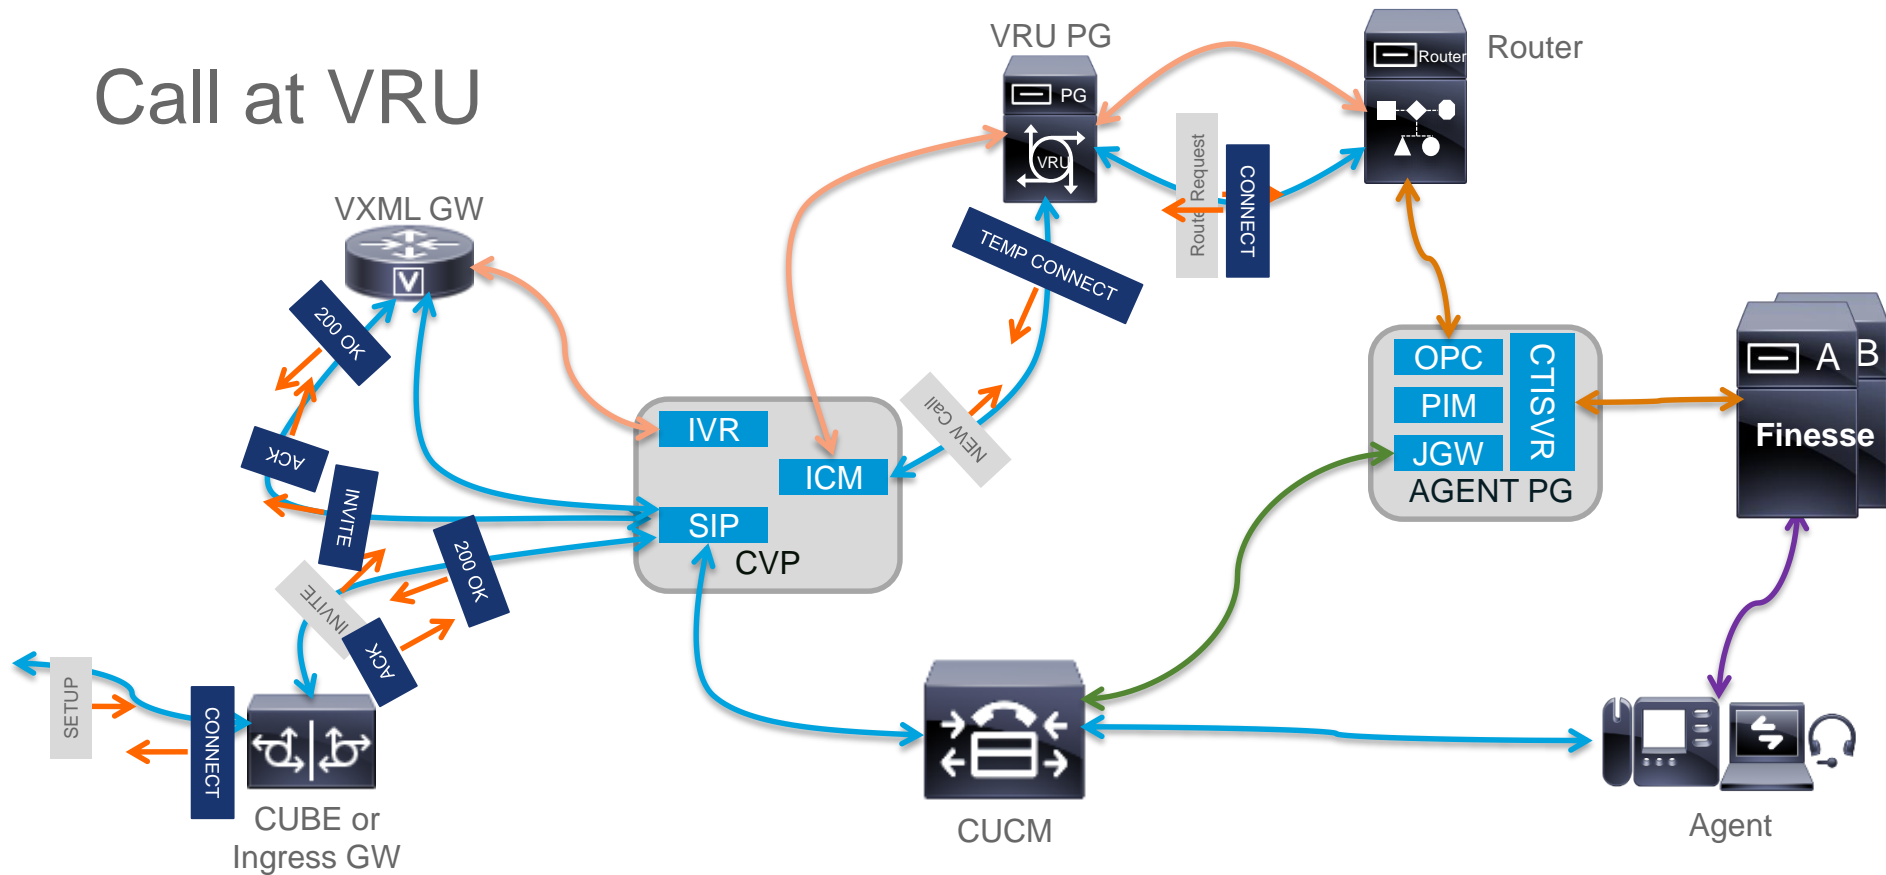 Call at VRU
VRU PG
PG
VRU
Router
Router
Route Request
CONNECT
TEMP CONNECT
NEW Call
VXML GW
V
200 OK
ACK
INVITE
INVITE
200 OK
ACK
SETUP
CONNECT
CUBE or
Ingress GW
IVR
ICM
SIP
CVP
OPC
PIM
JGW
CTISVR
AGENT PG
A
B
Finesse
CUCM
Agent